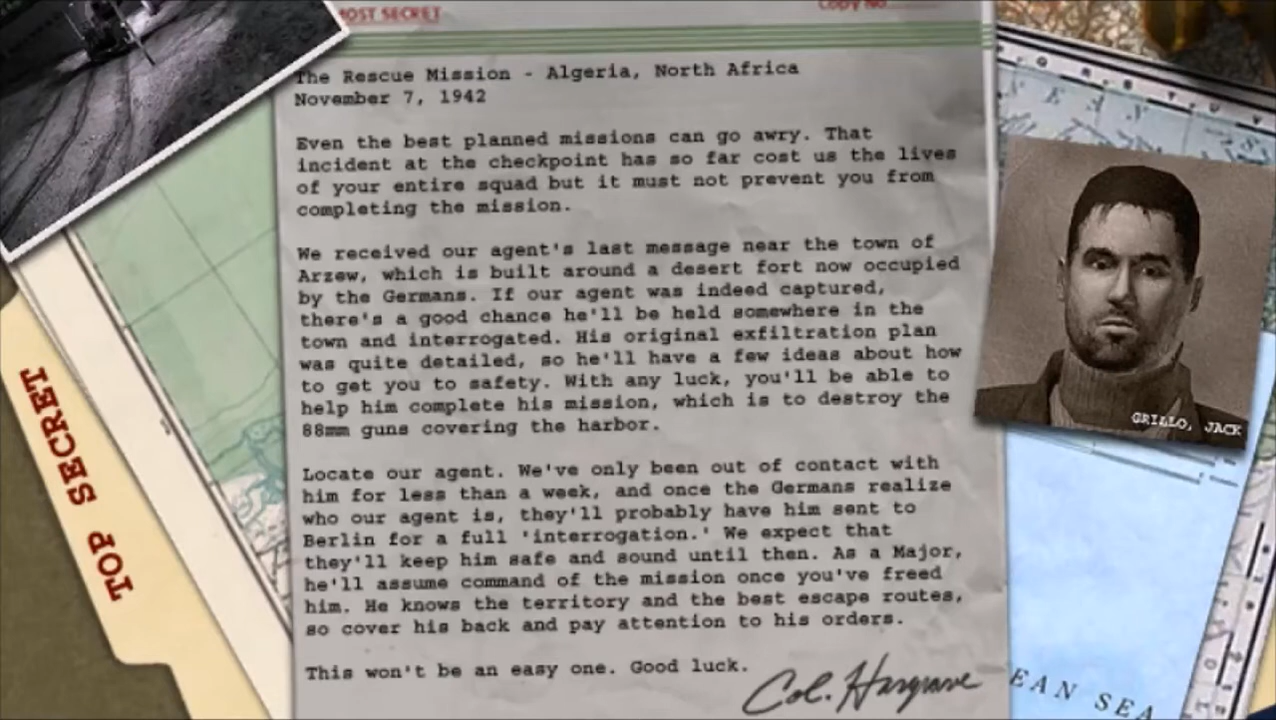 MOST SECRET
Copy No
The Rescue Mission - Algeria, North Africa
November 7, 1942
Even the best planned missions can go awry. That
incident at the checkpoint has so far cost us the lives
of your entire squad but it must not prevent you from
completing the mission.
We received our agent's last message near the town of
Arzew, which is built around a desert fort now occupied
by the Germans. If our agent was indeed captured,
there's a good chance he'll be held somewhere in the
town and interrogated. His original exfiltration plan
was quite detailed, so he'll have a few ideas about how
to get you to safety. With any luck, you'll be able to
help him complete his mission, which is to destroy the
88mm guns covering the harbor.
Locate our agent. We've only been out of contact with
him for less than a week, and once the Germans realize
who our agent is, they'll probably have him sent to
Berlin for a full 'interrogation.' We expect that
they'll keep him safe and sound until then. As a Major,
he'll assume command of the mission once you've freed
him. He knows the territory and the best escape routes,
so cover his back and pay attention to his orders.
This won't be an easy one. Good luck.
Col. Hargrove
TOP SECRET
GRILLO, JACK
EAN SEA